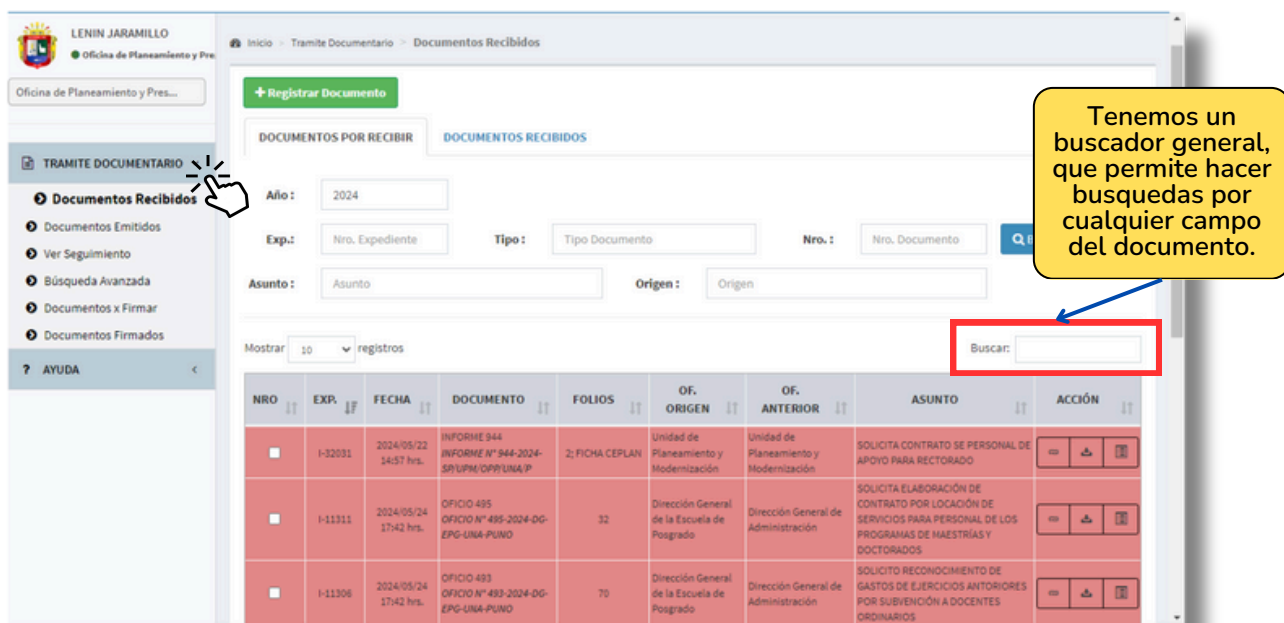 LENIN JARAMILLO
Oficina de Planeamiento y Pre
Oficina de Planeamiento y Pres...
TRAMITE DOCUMENTARIO
Documentos Recibidos
Documentos Emitidos
Ver Seguimiento
Búsqueda Avanzada
Documentos x Firmar
Documentos Firmados
? AYUDA <
Inicio > Tramite Documentario > Documentos Recibidos
+ Registrar Documento
DOCUMENTOS POR RECIBIR DOCUMENTOS RECIBIDOS
Año : 2024
Exp.: Nro. Expediente Tipo : Tipo Documento Nro. : Nro. Documento
Asunto : Asunto Origen : Origen
Tenemos un
buscador general,
que permite hacer
busquedas por
cualquier campo
del documento.
Mostrar 10 registros Buscar:
NRO EXP. FECHA DOCUMENTO FOLIOS OF. ORIGEN OF. ANTERIOR ASUNTO ACCIÓN
I-32031
2024/05/22
14:57 hrs.
INFORME 944
INFORME N° 944-2024-
SP/UPM/OPP/UNA/P
2; FICHA CEPLAN
Unidad de
Planeamiento y
Modernización
Unidad de
Planeamiento y
Modernización
SOLICITA CONTRATO SE PERSONAL DE
APOYO PARA RECTORADO
I-11311
2024/05/24
17:42 hrs.
OFICIO 495
OFICIO N° 495-2024-DG-
EPG-UNA-PUNO
32
Dirección General
de la Escuela de
Posgrado
Dirección General de
Administración
SOLICITA ELABORACIÓN DE
CONTRATO POR LOCACIÓN DE
SERVICIOS PARA PERSONAL DE LOS
PROGRAMAS DE MAESTRÍAS Y
DOCTORADOS
I-11306
2024/05/24
17:42 hrs.
OFICIO 493
OFICIO N° 493-2024-DG-
EPG-UNA-PUNO
70
Dirección General
de la Escuela de
Posgrado
Dirección General de
Administración
SOLICITO RECONOCIMIENTO DE
GASTOS DE EJERCICIOS ANTORIORES
POR SUBVENCIÓN A DOCENTES
ORDINARIOS